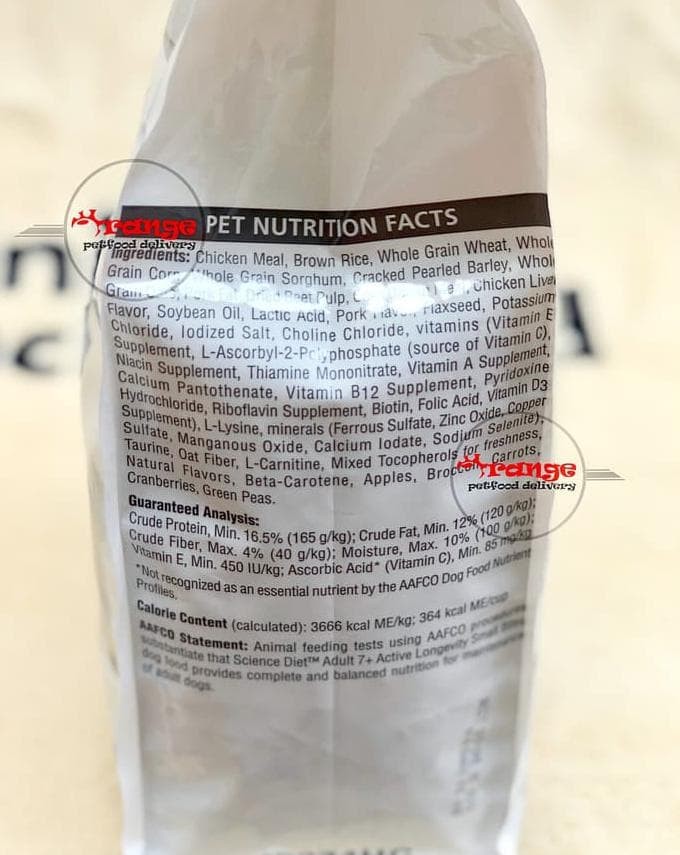 PET NUTRITION FACTS
Ingredients: Chicken Meal, Brown Rice, Whole Grain Wheat, Whole
Grain Corn, Whole Grain Sorghum, Cracked Pearled Barley, Whole
Grain Dried Beet Pulp, Chicken Liver
Flavor, Soybean Oil, Lactic Acid, Pork Flavor, Flaxseed, Potassium
Chloride, Iodized Salt, Choline Chloride, vitamins (Vitamin E
Supplement, L-Ascorbyl-2-Polyphosphate (source of Vitamin C),
Niacin Supplement, Thiamine Mononitrate, Vitamin A Supplement,
Calcium Pantothenate, Vitamin B12 Supplement, Pyridoxine
Hydrochloride, Riboflavin Supplement, Biotin, Folic Acid, Vitamin D3
Supplement), L-Lysine, minerals (Ferrous Sulfate, Zinc Oxide, Copper
Sulfate, Manganous Oxide, Calcium Iodate, Sodium Selenite),
Taurine, Oat Fiber, L-Carnitine, Mixed Tocopherols for freshness,
Natural Flavors, Beta-Carotene, Apples, Broccoli, Carrots,
Cranberries, Green Peas.
Guaranteed Analysis:
Crude Protein, Min. 16.5% (165 g/kg); Crude Fat, Min. 12% (120 g/kg);
Crude Fiber, Max. 4% (40 g/kg); Moisture, Max. 10% (100 g/kg);
Vitamin E, Min. 450 IU/kg; Ascorbic Acid* (Vitamin C), Min. 85 mg/kg
*Not recognized as an essential nutrient by the AAFCO Dog Food Nutrient
Profiles.
Calorie Content (calculated): 3666 kcal ME/kg; 364 kcal ME/cup
AAFCO Statement: Animal feeding tests using AAFCO procedures
substantiate that Science Diet™ Adult 7+ Active Longevity Small Bites
dog food provides complete and balanced nutrition for maintenance
of adult dogs.
Orange
petfood delivery
Orange
petfood delivery